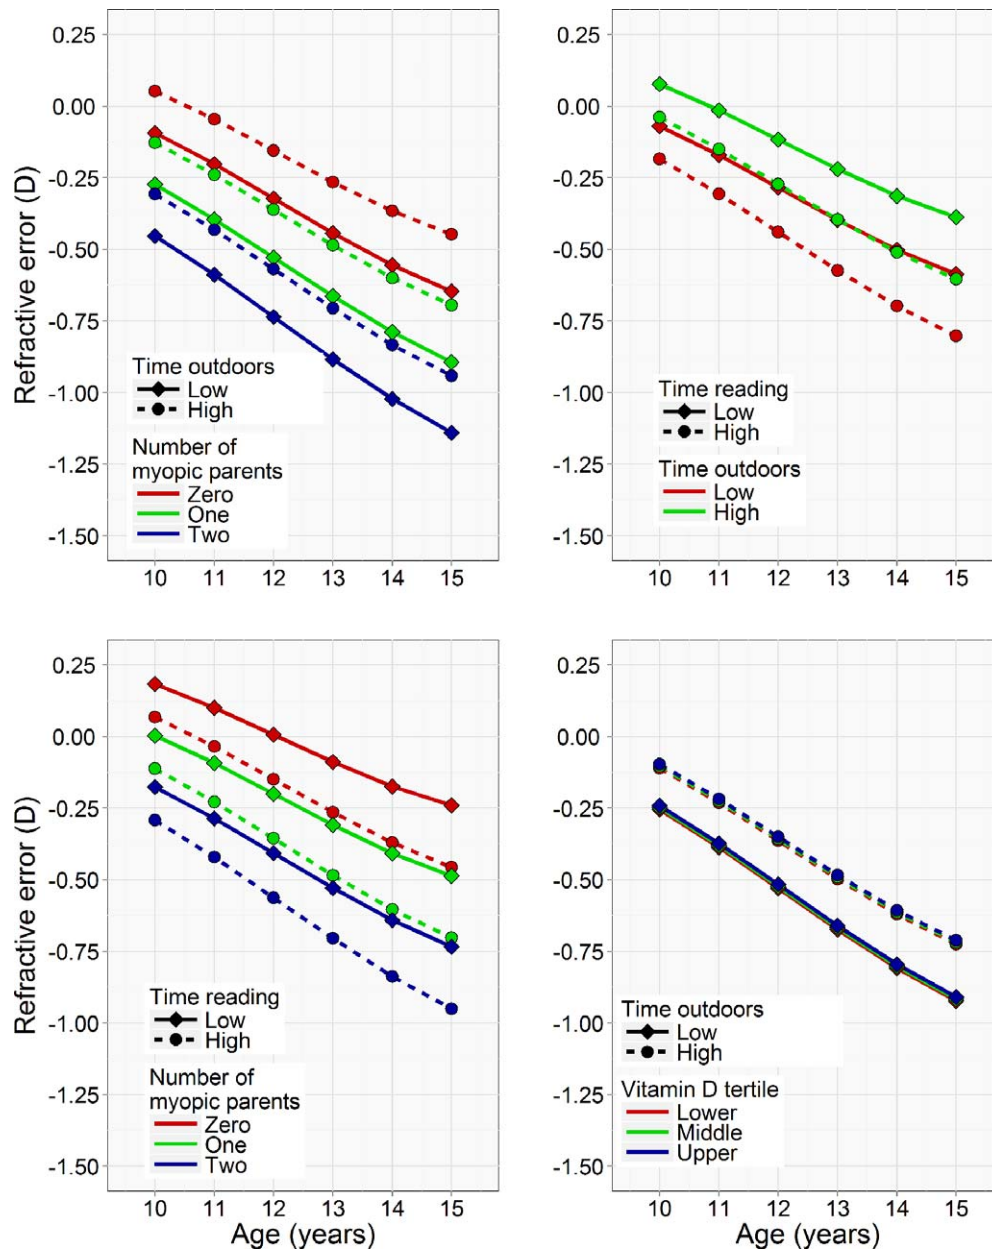 Refractive error (D)
0.25
0.00
-0.25
-0.50
-0.75
-1.00
-1.25
-1.50
Time outdoors
Low
High
Number of
myopic parents
Zero
One
Two
10 11 12 13 14 15
0.25
0.00
-0.25
-0.50
-0.75
-1.00
-1.25
-1.50
Time reading
Low
High
Time outdoors
Low
High
10 11 12 13 14 15
Refractive error (D)
0.25
0.00
-0.25
-0.50
-0.75
-1.00
-1.25
-1.50
Time reading
Low
High
Number of
myopic parents
Zero
One
Two
10 11 12 13 14 15
Age (years)
0.25
0.00
-0.25
-0.50
-0.75
-1.00
-1.25
-1.50
Time outdoors
Low
High
Vitamin D tertile
Lower
Middle
Upper
10 11 12 13 14 15
Age (years)